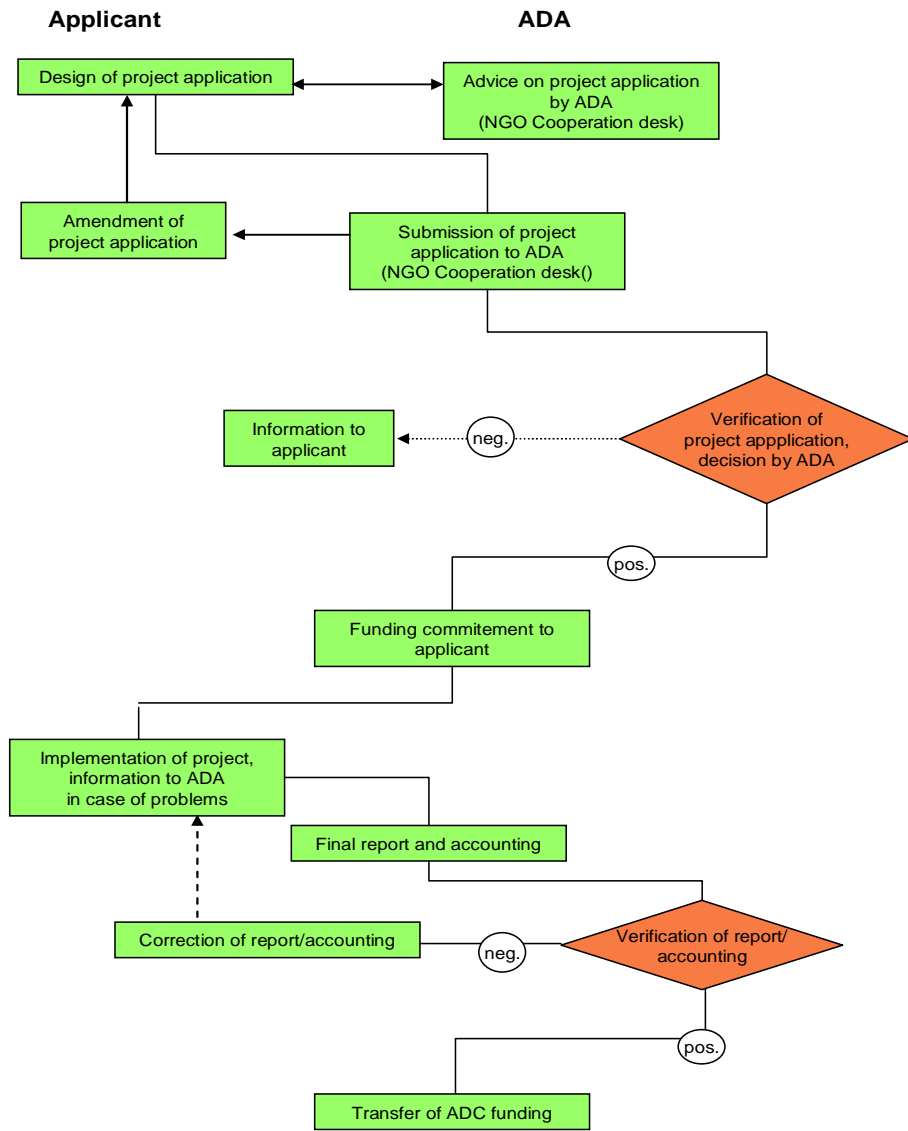 Applicant
ADA
Design of project application
Advice on project application
by ADA
(NGO Cooperation desk)
Amendment of
project application
Submission of project
application to ADA
(NGO Cooperation desk()
Verification of
project appplication,
decision by ADA
neg.
Information to
applicant
pos.
Funding commitement to
applicant
Implementation of project,
information to ADA
in case of problems
Final report and accounting
Verification of report/
accounting
neg.
Correction of report/accounting
pos.
Transfer of ADC funding